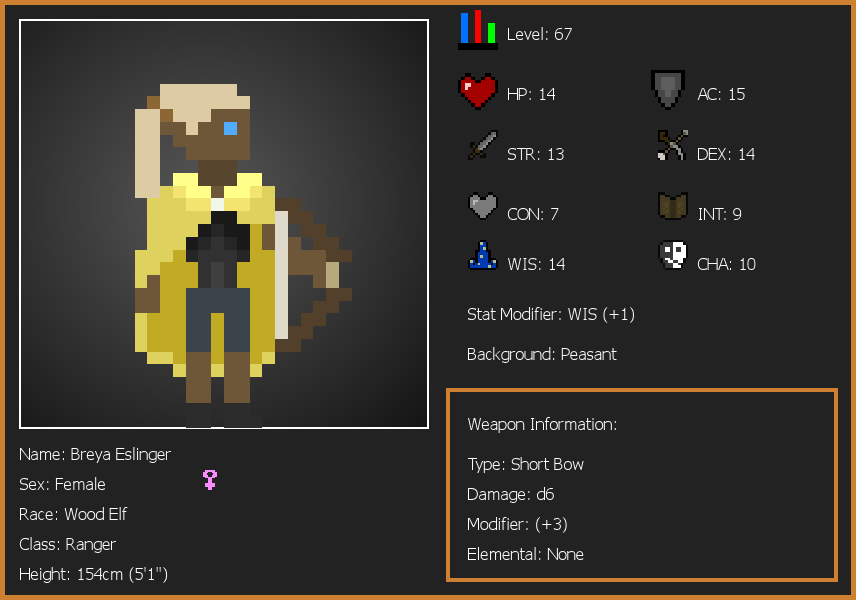 Level: 67
HP: 14
AC: 15
STR: 13
DEX: 14
CON: 7
INT: 9
WIS: 14
CHA: 10
Stat Modifier: WIS (+1)
Background: Peasant
Weapon Information:
Type: Short Bow
Damage: d6
Modifier: (+3)
Elemental: None
Name: Breya Eslinger
Sex: Female
Race: Wood Elf
Class: Ranger
Height: 154cm (5'1")